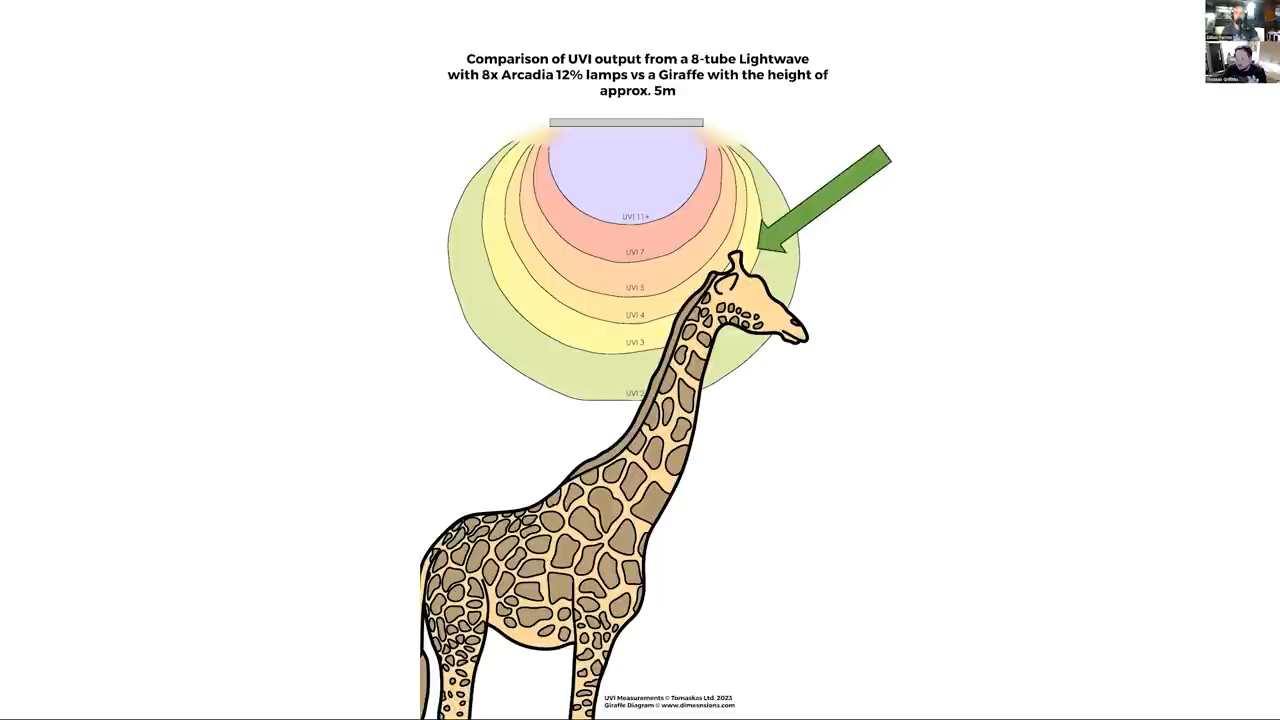 Comparison of UVI output from a 8-tube Lightwave
with 8x Arcadia 12% lamps vs a Giraffe with the height of
approx. 5m
UVI 11+
UVI 7
UVI 5
UVI 4
UVI 3
UVI 2
UVI Measurements © Tomaskas Ltd. 2023
Giraffe Diagram © www.dimesnsions.com
Thomas Griffiths